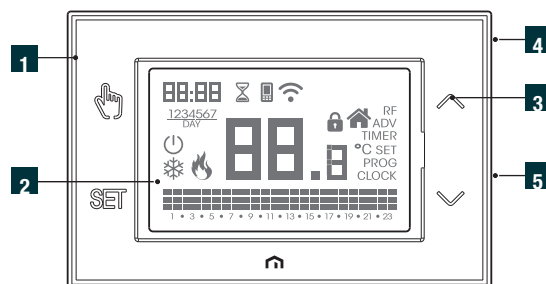 1
2
3
4
5
88:88
1234567
DAY
88.8
°C
RF
ADV
TIMER
SET
PROG
CLOCK
SET
1 • 3 • 5 • 7 • 9 • 11 • 13 • 15 • 17 • 19 • 21 • 23